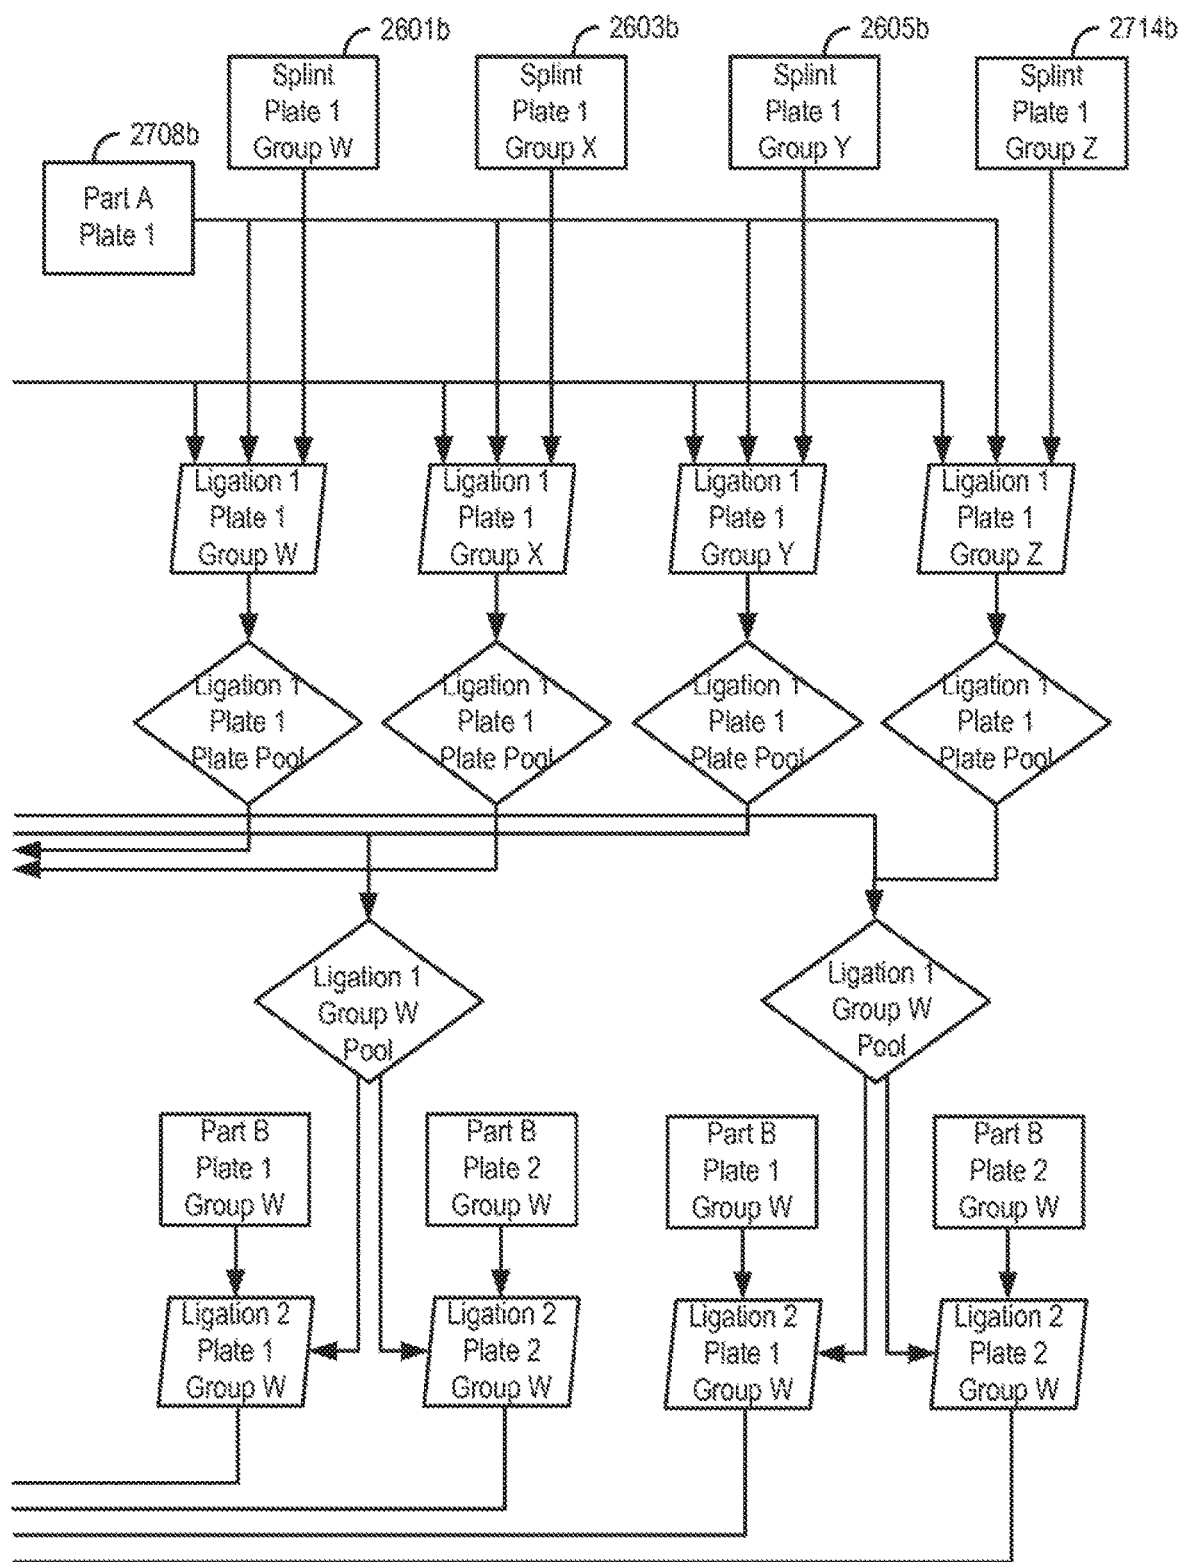 2601b
2603b
2605b
2714b
Splint
Plate 1
Group W
Splint
Plate 1
Group X
Splint
Plate 1
Group Y
Splint
Plate 1
Group Z
2708b
Part A
Plate 1
Ligation 1
Plate 1
Group W
Ligation 1
Plate 1
Group X
Ligation 1
Plate 1
Group Y
Ligation 1
Plate 1
Group Z
Ligation 1
Plate 1
Plate Pool
Ligation 1
Plate 1
Plate Pool
Ligation 1
Plate 1
Plate Pool
Ligation 1
Plate 1
Plate Pool
Ligation 1
Group W
Pool
Ligation 1
Group W
Pool
Part B
Plate 1
Group W
Part B
Plate 2
Group W
Part B
Plate 1
Group W
Part B
Plate 2
Group W
Ligation 2
Plate 1
Group W
Ligation 2
Plate 2
Group W
Ligation 2
Plate 1
Group W
Ligation 2
Plate 2
Group W